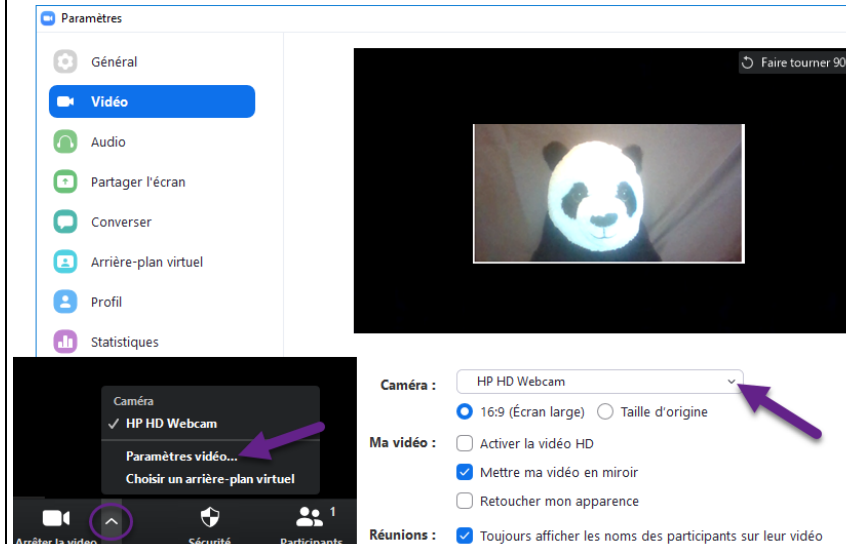 Paramètres
Général
Vidéo
Audio
Partager l'écran
Converser
Arrière-plan virtuel
Profil
Statistiques
Faire tourner 90
Caméra
HP HD Webcam
Paramètres vidéo...
Choisir un arrière-plan virtuel
Arrêter la video
Sécurité
Participants
1
Caméra :
HP HD Webcam
16:9 (Écran large)
Taille d'origine
Ma vidéo :
Activer la vidéo HD
Mettre ma vidéo en miroir
Retoucher mon apparence
Réunions :
Toujours afficher les noms des participants sur leur vidéo